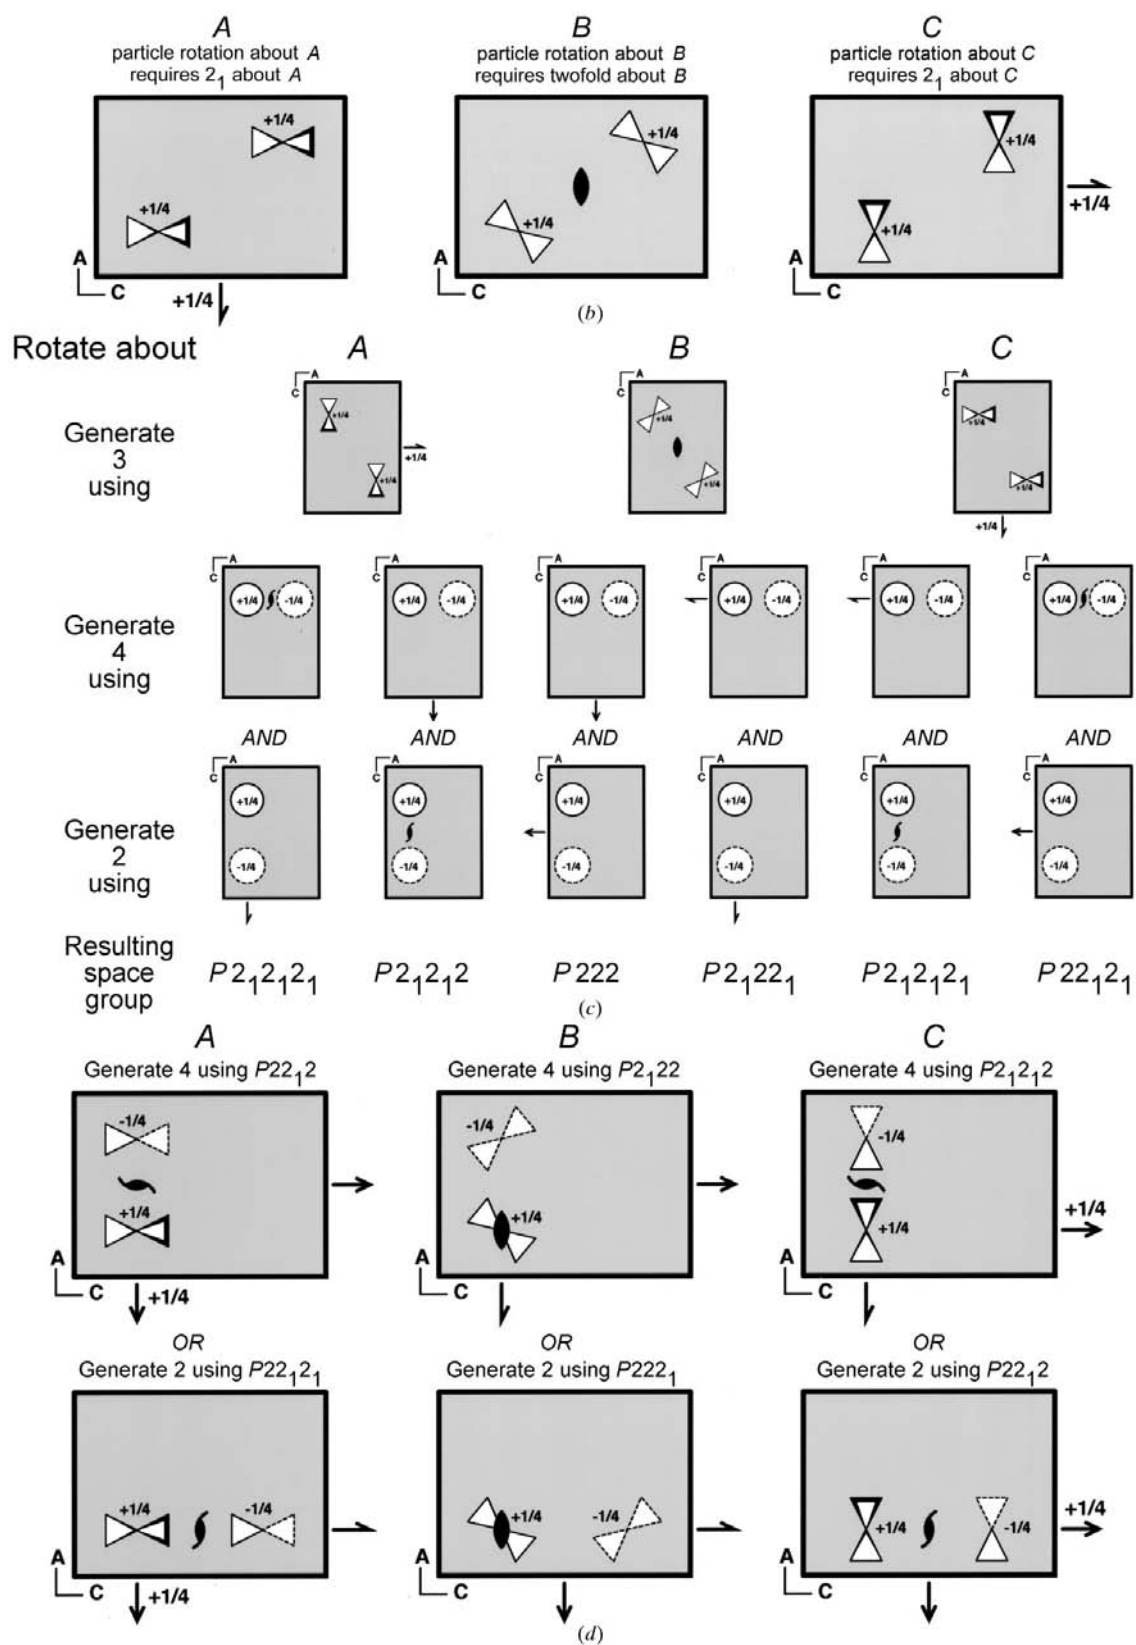 A B C
particle rotation about A particle rotation about B particle rotation about C
requires 2₁ about A requires twofold about B requires 2₁ about C
+1/4 +1/4 +1/4
+1/4 +1/4 +1/4
+1/4
A A A
C C C
+1/4 (b)
Rotate about A B C
A A A
C C C
Generate
3
using
+1/4 +1/4 +1/4
+1/4
+1/4 +1/4 +1/4
+1/4
A A A A A A
C C C C C C
+1/4 -1/4 +1/4 -1/4 +1/4 -1/4 +1/4 -1/4 +1/4 -1/4 +1/4 -1/4
Generate
4
using
AND AND AND AND AND AND
A A A A A A
C C C C C C
+1/4 +1/4 +1/4 +1/4 +1/4 +1/4
Generate
2
using
-1/4 -1/4 -1/4 -1/4 -1/4 -1/4
Resulting
space
group
P2₁2₁2₁ P2₁2₁2 P222 P2₁22₁ P2₁2₁2₁ P22₁2₁
(c)
A B C
Generate 4 using P22₁2 Generate 4 using P2₁22 Generate 4 using P2₁2₁2
-1/4 -1/4 -1/4
+1/4 +1/4 +1/4 +1/4
A A A
C C C
+1/4
OR OR OR
Generate 2 using P22₁2₁ Generate 2 using P222₁ Generate 2 using P22₁2
+1/4 -1/4 +1/4 -1/4 +1/4 -1/4 +1/4
A A A
C C C
+1/4
(d)